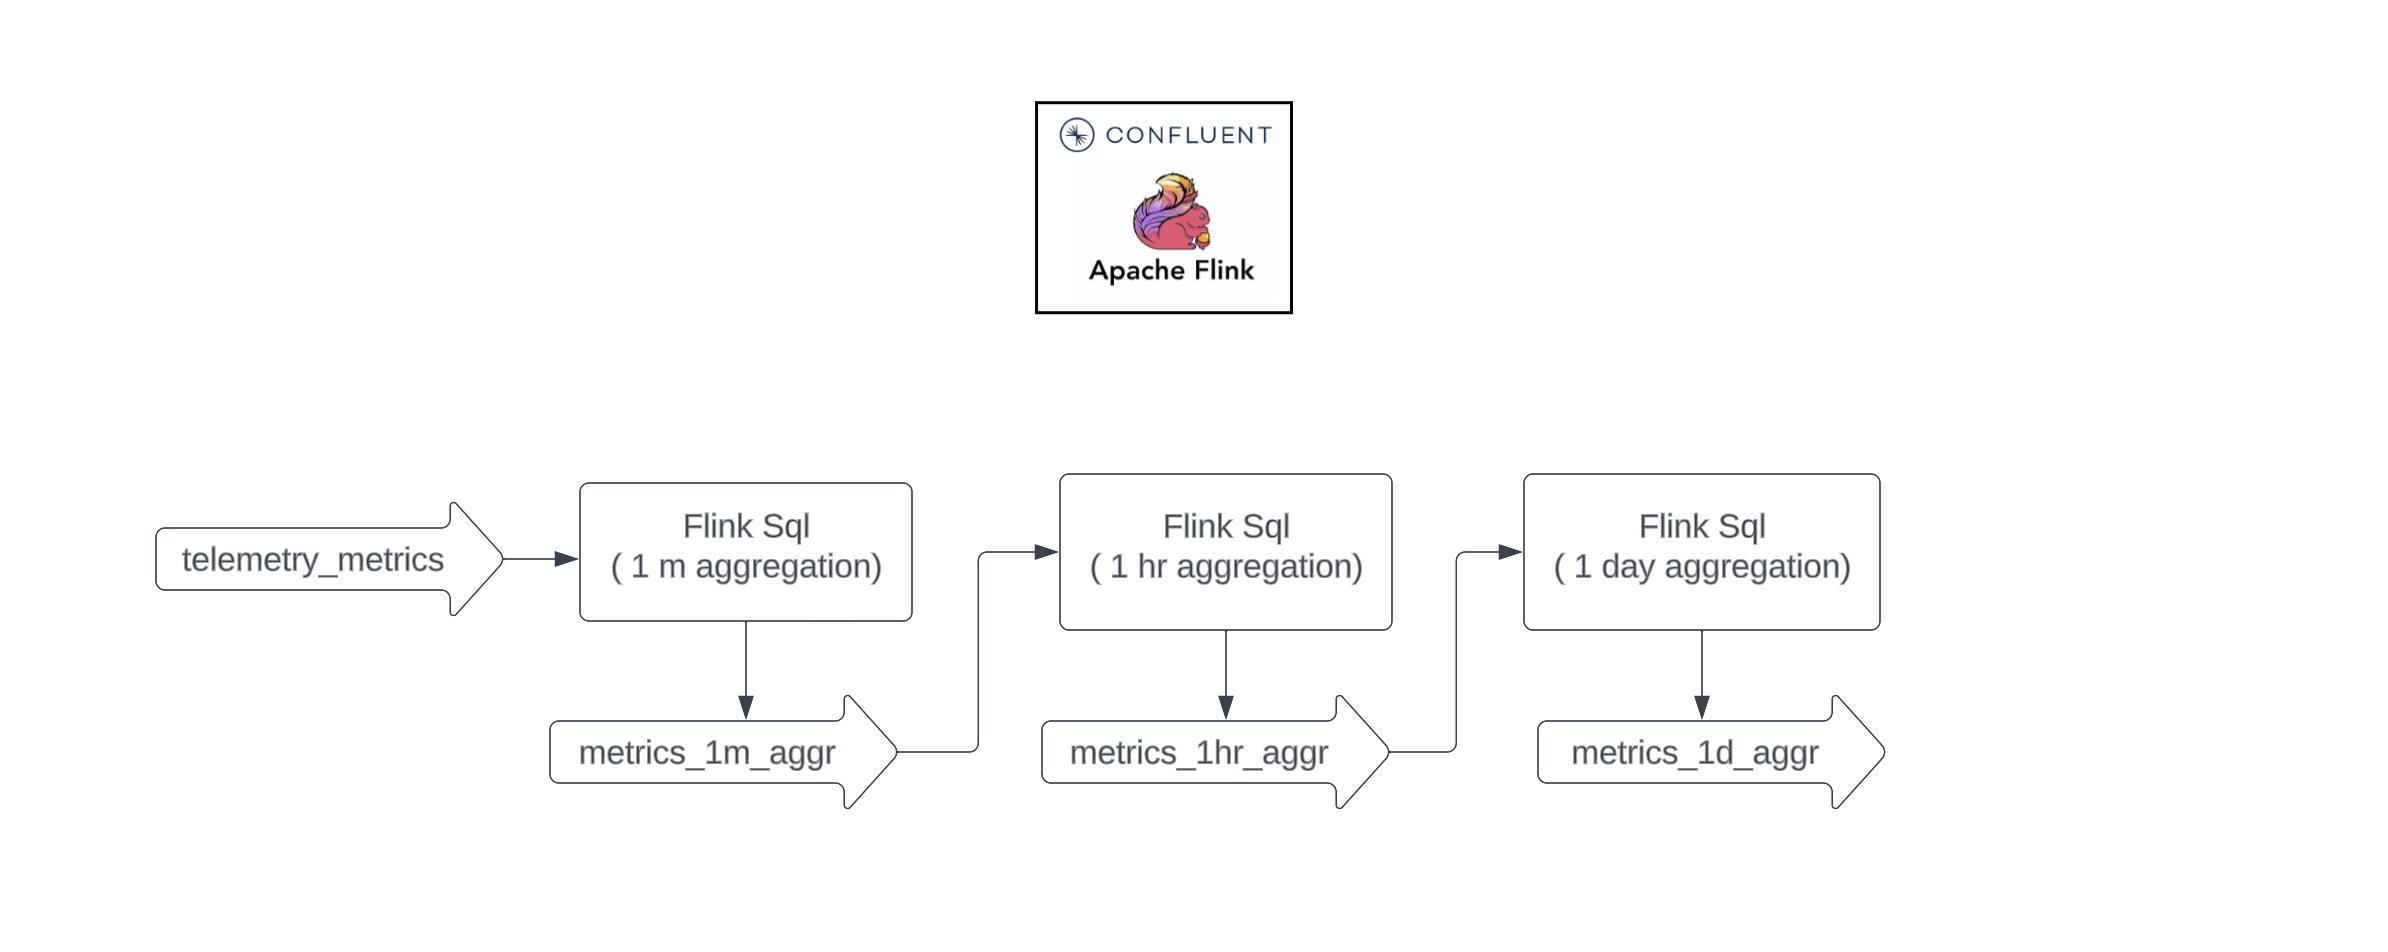 CONFLUENT
Apache Flink
telemetry_metrics
Flink Sql
( 1 m aggregation)
Flink Sql
( 1 hr aggregation)
Flink Sql
( 1 day aggregation)
metrics_1m_aggr
metrics_1hr_aggr
metrics_1d_aggr